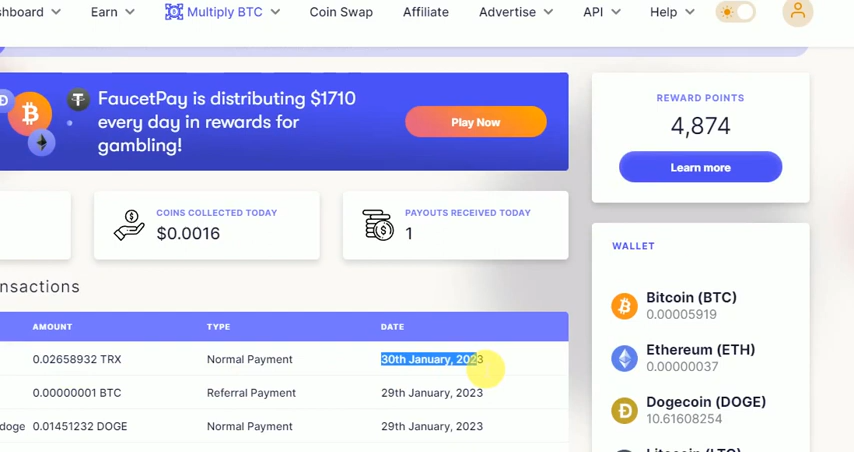 shboard
Earn
Multiply BTC
Coin Swap
Affiliate
Advertise
API
Help
FaucetPay is distributing $1710
every day in rewards for
gambling!
Play Now
REWARD POINTS
4,874
Learn more
COINS COLLECTED TODAY
$0.0016
PAYOUTS RECEIVED TODAY
1
WALLET
Bitcoin (BTC)
0.00005919
Ethereum (ETH)
0.00000037
Dogecoin (DOGE)
10.61608254
nsactions
AMOUNT TYPE DATE
0.02658932 TRX Normal Payment 30th January, 2023
0.00000001 BTC Referral Payment 29th January, 2023
doge 0.01451232 DOGE Normal Payment 29th January, 2023